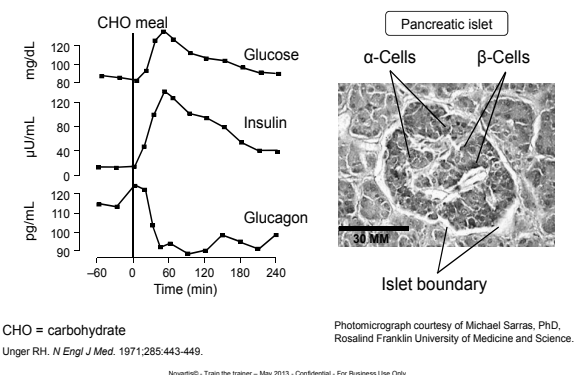 CHO meal
mg/dL
120
100
80
Glucose
µU/mL
120
80
40
0
Insulin
pg/mL
120
110
100
90
Glucagon
–60 0 60 120 180 240
Time (min)
Pancreatic islet
α-Cells β-Cells
30 MM
Islet boundary
CHO = carbohydrate
Unger RH. N Engl J Med. 1971;285:443-449.
Photomicrograph courtesy of Michael Sarras, PhD,
Rosalind Franklin University of Medicine and Science.
Novartis© - Train the trainer – May 2013 - Confidential - For Business Use Only